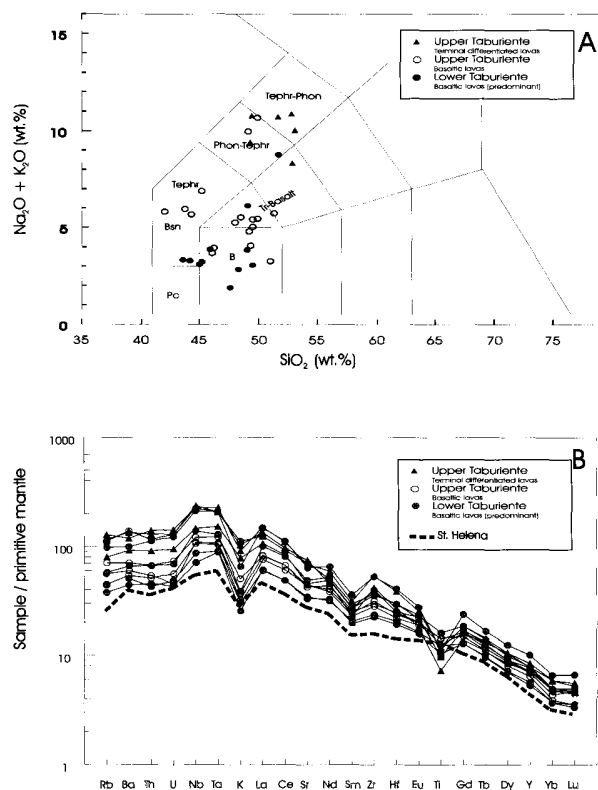 A
Upper Taburiente
Terminal differentiated lavas
Upper Taburiente
Basaltic lavas
Lower Taburiente
Basaltic lavas (predominant)
Tephr-Phon
Phon-Tephr
Tephr
Tr-Basalt
Bsn
B
Pc
Na2O + K2O (wt.%)
15
10
5
0
35 40 45 50 55 60 65 70 75 80
SiO2 (wt.%)
B
Upper Taburiente
Terminal differentiated lavas
Upper Taburiente
Basaltic lavas
Lower Taburiente
Basaltic lavas (predominant)
St. Helena
Sample / primitive mantle
1000
100
10
1
Rb Ba Th U Nb Ta K La Ce Sr Nd Sm Zr Hf Eu Ti Gd Tb Dy Y Yb Lu